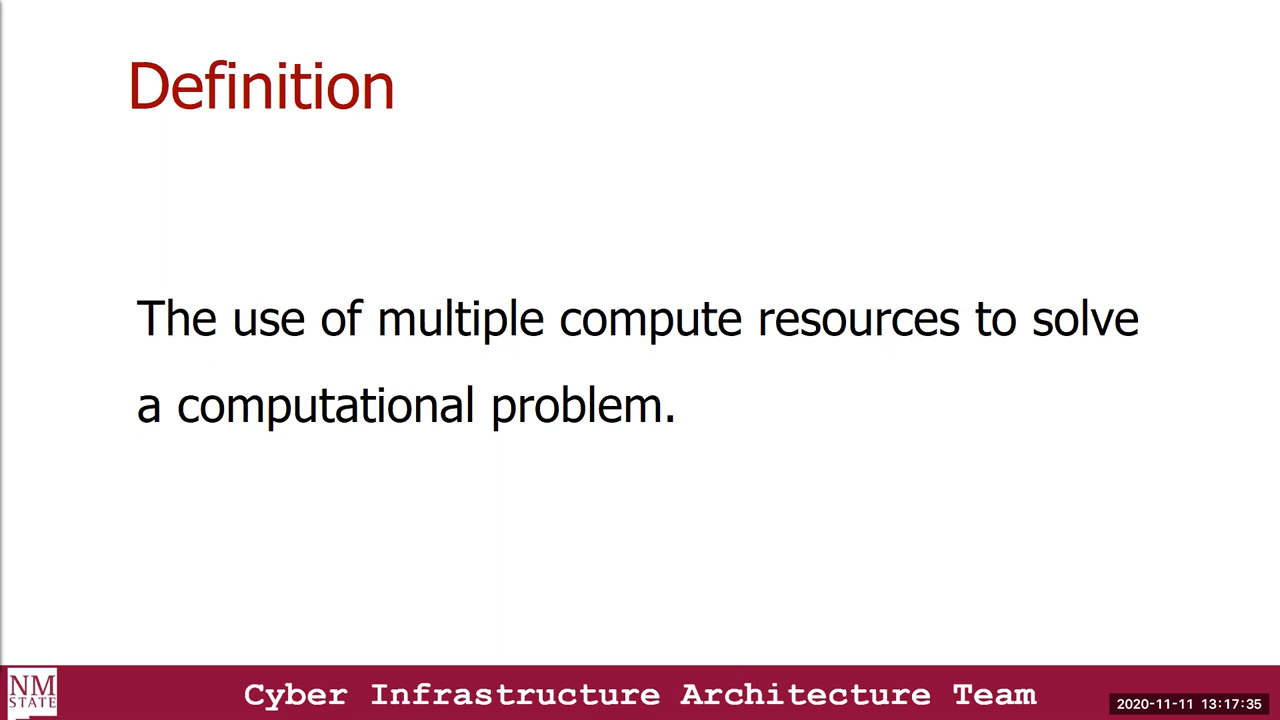 Definition
The use of multiple compute resources to solve
a computational problem.
NM
STATE
Cyber Infrastructure Architecture Team
2020-11-11 13:17:35